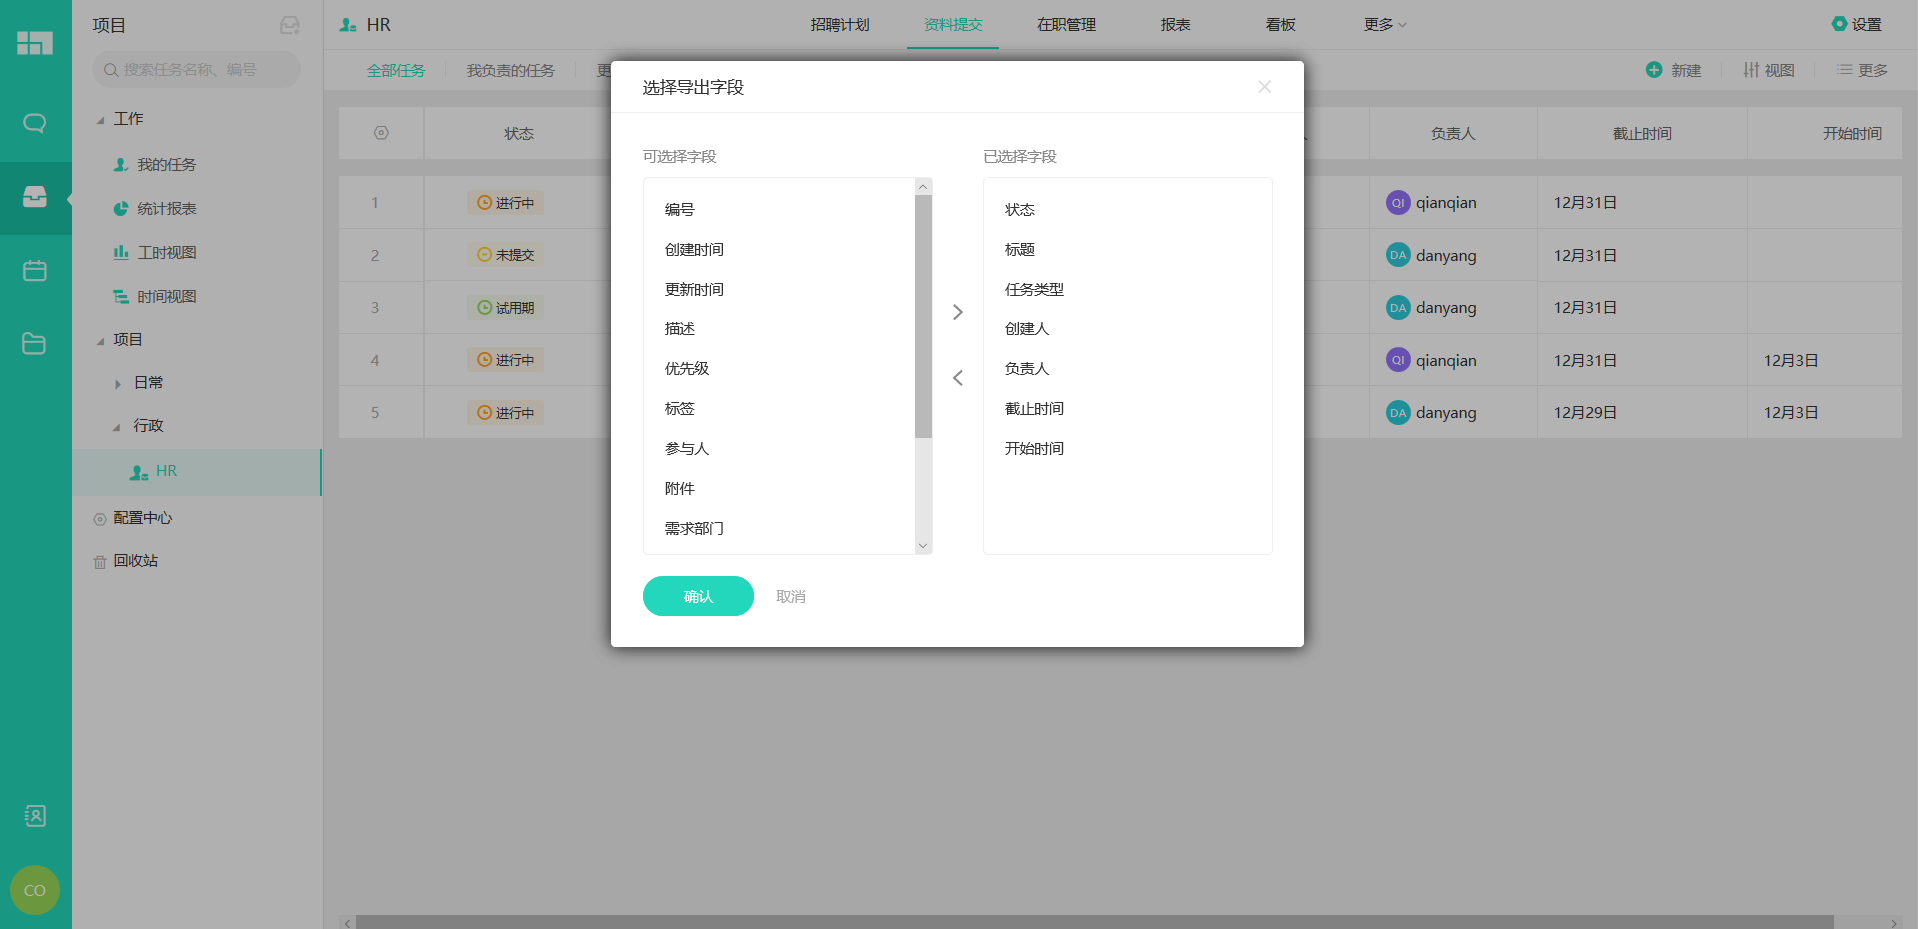 项目
搜索任务名称、编号
工作
我的任务
统计报表
工时视图
时间视图
项目
日常
行政
HR
配置中心
回收站
CO
HR
招聘计划
资料提交
在职管理
报表
看板
更多
设置
全部任务
我负责的任务
更
新建
视图
更多
状态
负责人
截止时间
开始时间
1
进行中
qianqian
QI
12月31日
2
未提交
DA
danyang
12月31日
3
试用期
DA
danyang
12月31日
4
进行中
QI
qianqian
12月31日
12月3日
5
进行中
DA
danyang
12月29日
12月3日
选择导出字段
可选择字段
编号
创建时间
更新时间
描述
优先级
标签
参与人
附件
需求部门
已选择字段
状态
标题
任务类型
创建人
负责人
截止时间
开始时间
确认
取消